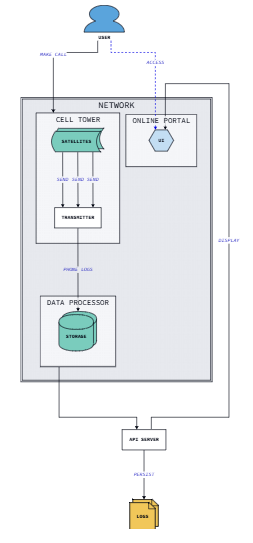 USER
MAKE CALL
ACCESS
NETWORK
CELL TOWER
ONLINE PORTAL
SATELLITES
UI
SEND SEND SEND
TRANSMITTER
DISPLAY
PHONE LOGS
DATA PROCESSOR
STORAGE
API SERVER
PERSIST
LOGS